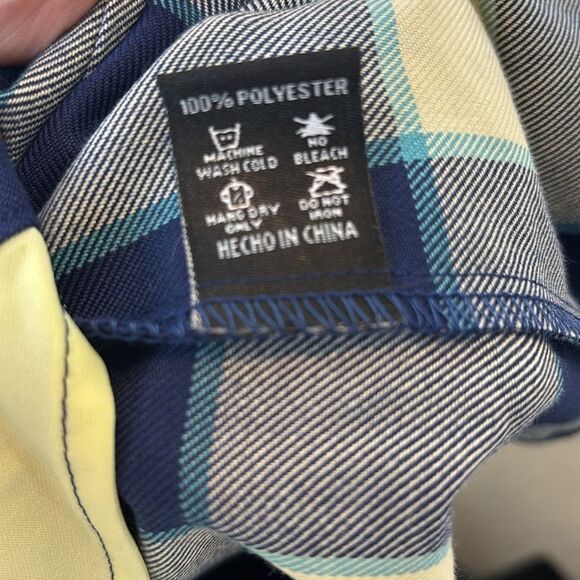 100% POLYESTER
MACHINE
WASH COLD
NO
BLEACH
HANG DRY
ONLY
DO NOT
IRON
HECHO IN CHINA